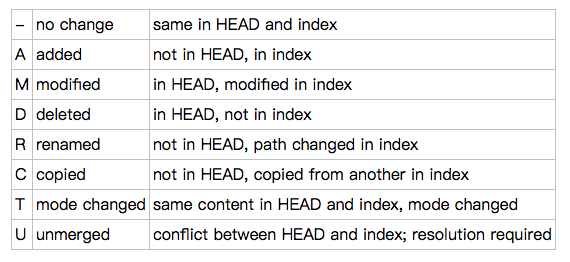 – no change same in HEAD and index
A added not in HEAD, in index
M modified in HEAD, modified in index
D deleted in HEAD, not in index
R renamed not in HEAD, path changed in index
C copied not in HEAD, copied from another in index
T mode changed same content in HEAD and index, mode changed
U unmerged conflict between HEAD and index; resolution required